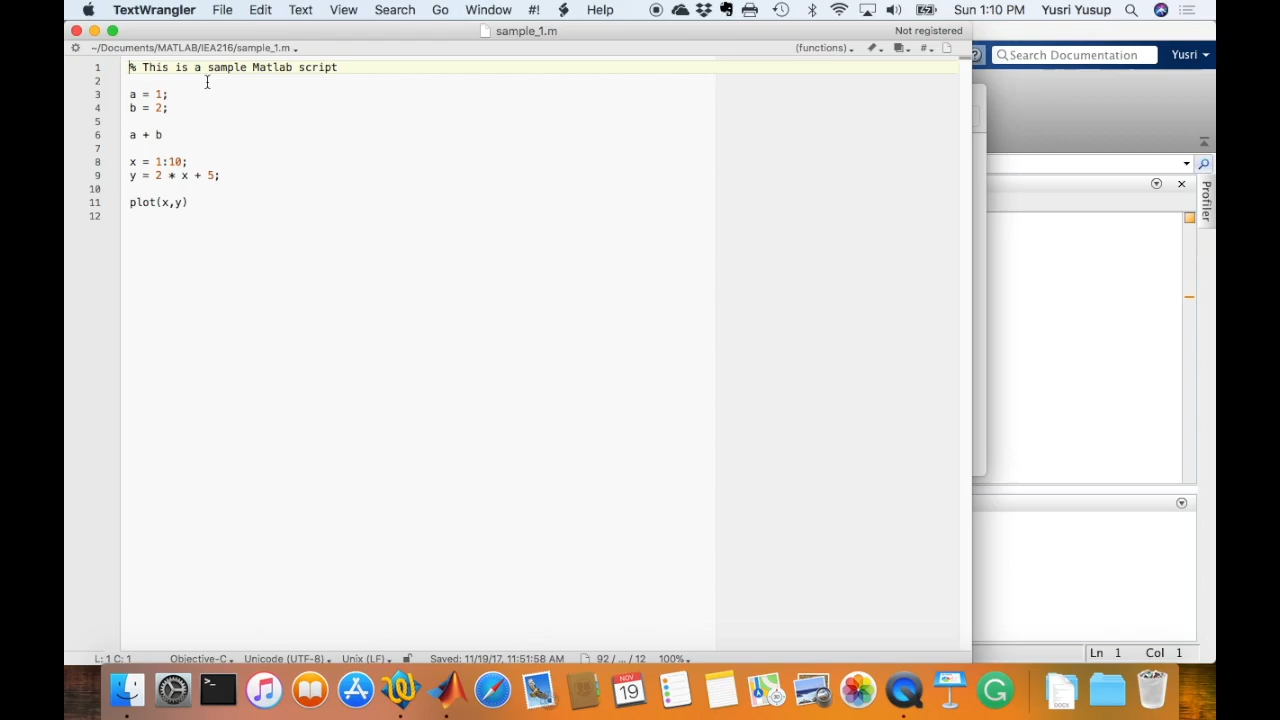 TextWrangler File Edit Text View Search Go Window #! Help Sun 1:10 PM Yusri Yusup
sample_1.m
Not registered
~/Documents/MATLAB/IEA216/sample_1.m (functions) #
Search Documentation Yusri
1 % This is a sample Matlab script
2
3 a = 1;
4 b = 2;
5
6 a + b
7
8 x = 1:10;
9 y = 2 * x + 5;
10
11 plot(x,y)
12
Profiler
L: 1 C: 1 Objective-C Unicode (UTF-8) Unix (LF) Saved: 11/19/17, 11:51:58 AM 92 / ... / 12 100%
Ln 1 Col 1
NOV
19
DOCX